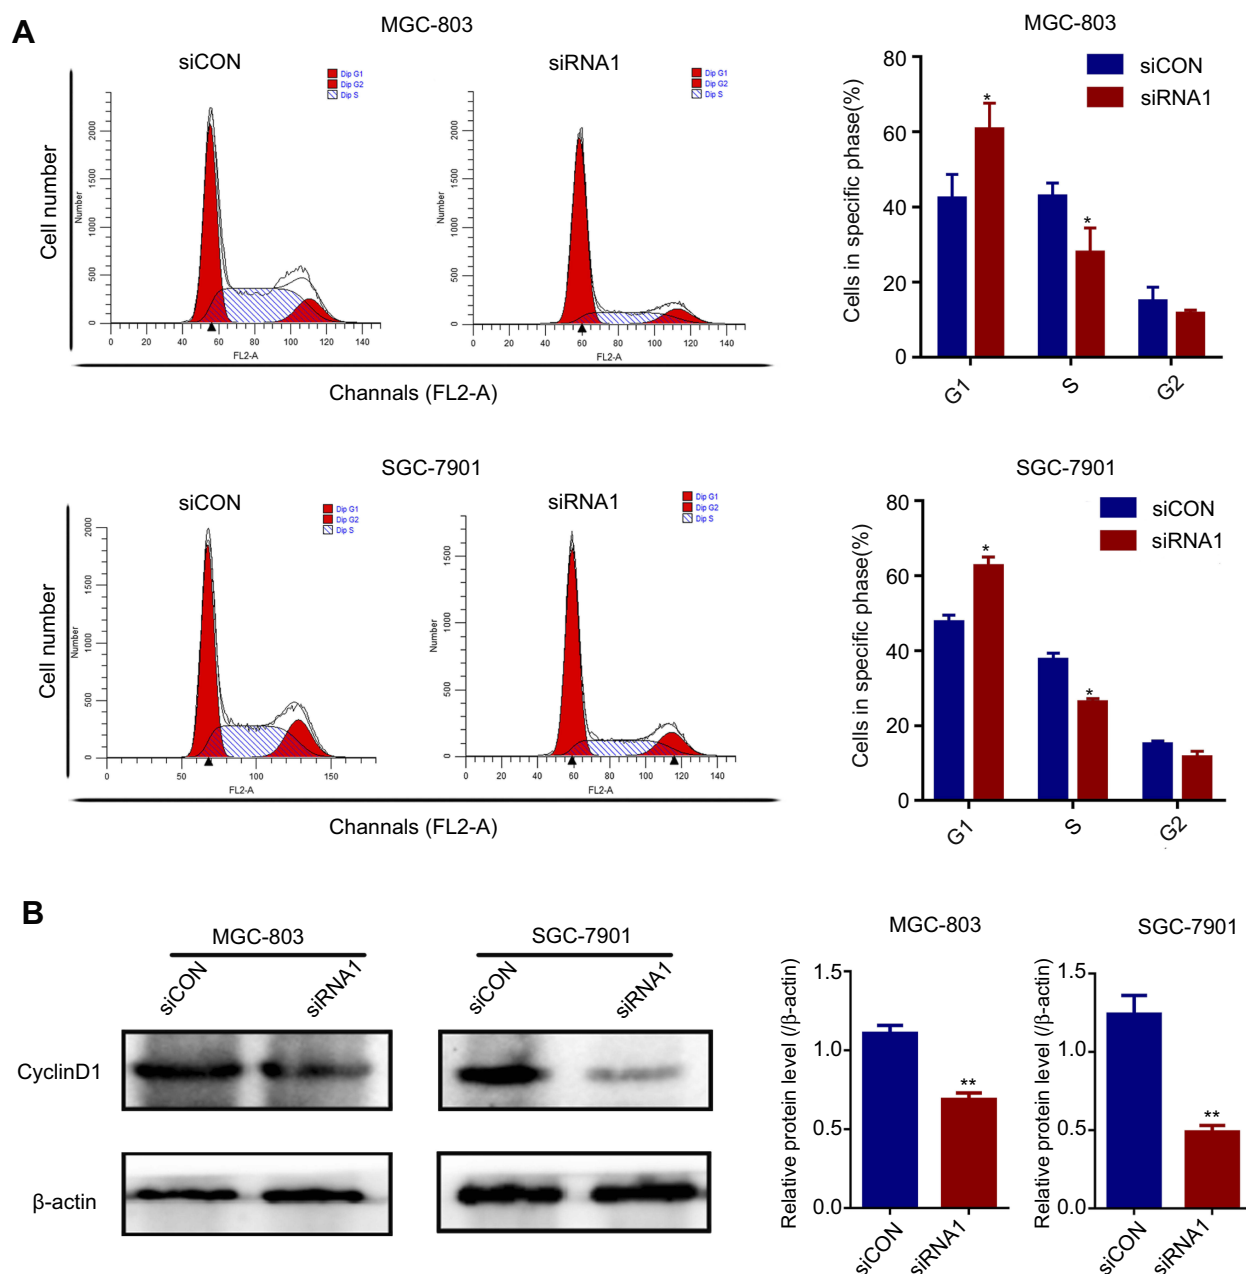 A
MGC-803
siCON
siRNA1
Dip G1
Dip G2
Dip S
Dip G1
Dip G2
Dip S
Cell number
Number
2000
1500
1000
500
0
0 20 40 60 80 100 120 140
FL2-A
Number
2000
1500
1000
500
0
0 20 40 60 80 100 120 140
FL2-A
Channels (FL2-A)
MGC-803
siCON
siRNA1
Cells in specific phase(%)
80
60
40
20
0
*
*
G1 S G2
SGC-7901
siCON
siRNA1
Dip G1
Dip G2
Dip S
Dip G1
Dip G2
Dip S
Cell number
Number
2000
1500
1000
500
0
0 50 100 150
FL2-A
Number
1500
1000
500
0
0 20 40 60 80 100 120 140
FL2-A
Channels (FL2-A)
SGC-7901
siCON
siRNA1
Cells in specific phase(%)
80
60
40
20
0
*
*
G1 S G2
B
MGC-803
SGC-7901
siCON siRNA1
siCON siRNA1
CyclinD1
β-actin
MGC-803
Relative protein level (/β-actin)
1.5
1.0
0.5
0.0
**
siCON siRNA1
SGC-7901
Relative protein level (/β-actin)
1.5
1.0
0.5
0.0
**
siCON siRNA1